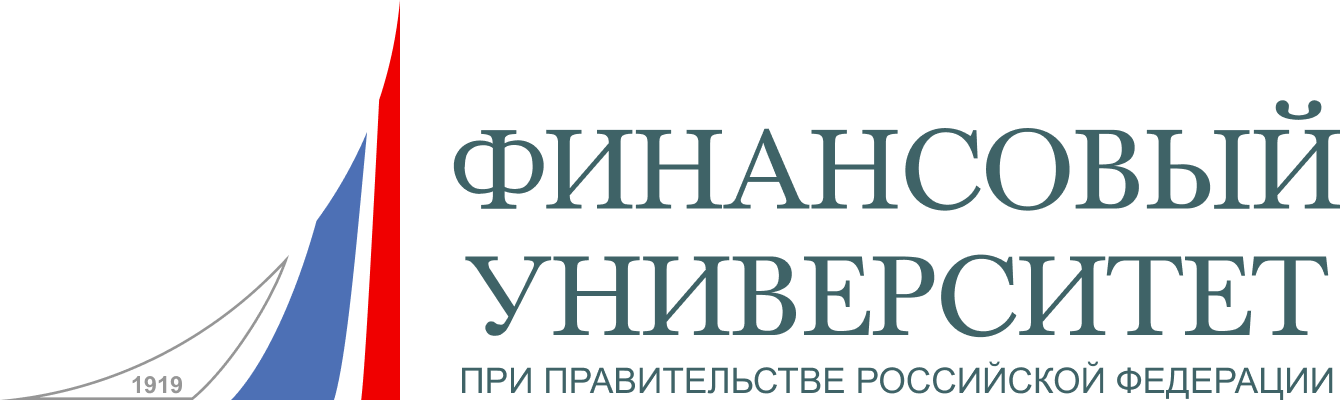 1919
ФИНАНСОВЫЙ
УНИВЕРСИТЕТ
ПРИ ПРАВИТЕЛЬСТВЕ РОССИЙСКОЙ ФЕДЕРАЦИИ